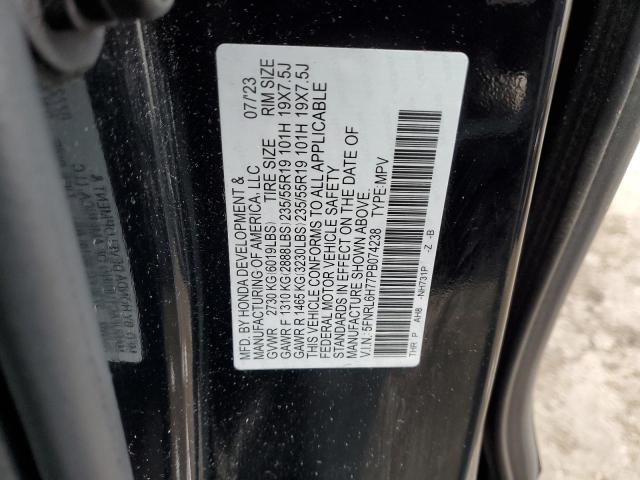 MFD. BY HONDA DEVELOPMENT & 07/'23
MANUFACTURING OF AMERICA, LLC
TIRE SIZE RIM SIZE
GVWR 2730 KG(6019LBS)
GAWR F 1310 KG(2888LBS) 235/55R19 101H 19X7.5J
GAWR R 1465 KG(3230LBS) 235/55R19 101H 19X7.5J
THIS VEHICLE CONFORMS TO ALL APPLICABLE
FEDERAL MOTOR VEHICLE SAFETY
STANDARDS IN EFFECT ON THE DATE OF
MANUFACTURE SHOWN ABOVE.
V.I.N.: 5FNRL6H77PB074238 TYPE:MPV
THR P AH8 -NH731P -Z -B